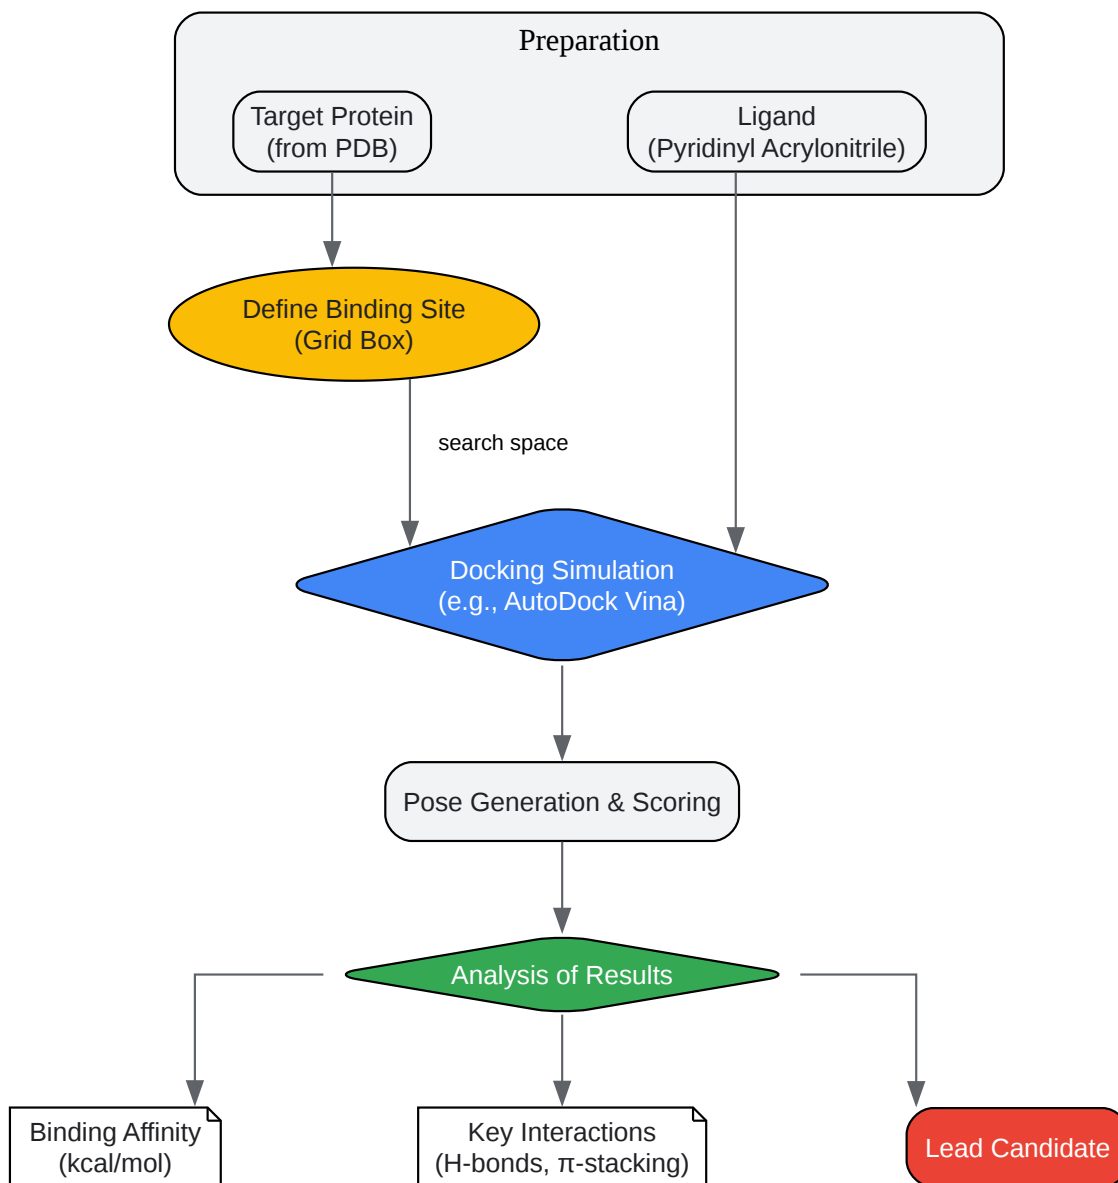 Preparation
Target Protein
(from PDB)
Ligand
(Pyridinyl Acrylonitrile)
Define Binding Site
(Grid Box)
search space
Docking Simulation
(e.g., AutoDock Vina)
Pose Generation & Scoring
Analysis of Results
Binding Affinity
(kcal/mol)
Key Interactions
(H-bonds, π-stacking)
Lead Candidate